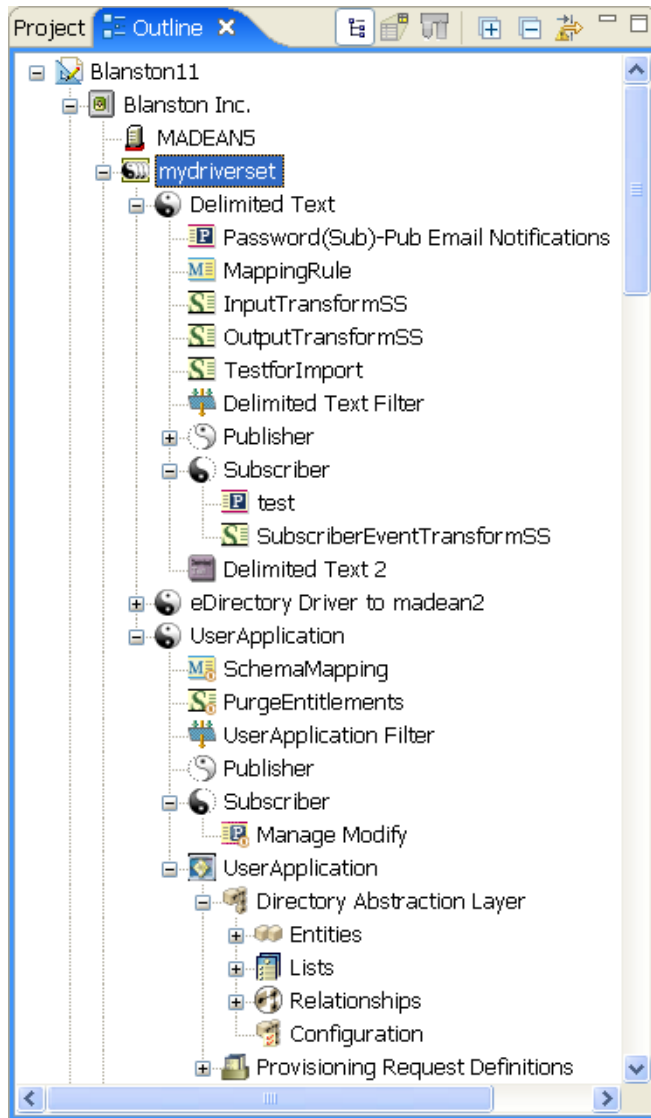 Project Outline
Blanston11
Blanston Inc.
MADEAN5
mydriverset
Delimited Text
Password(Sub)-Pub Email Notifications
MappingRule
InputTransformSS
OutputTransformSS
TestforImport
Delimited Text Filter
Publisher
Subscriber
test
SubscriberEventTransformSS
Delimited Text 2
eDirectory Driver to madean2
UserApplication
SchemaMapping
PurgeEntitlements
UserApplication Filter
Publisher
Subscriber
Manage Modify
UserApplication
Directory Abstraction Layer
Entities
Lists
Relationships
Configuration
Provisioning Request Definitions